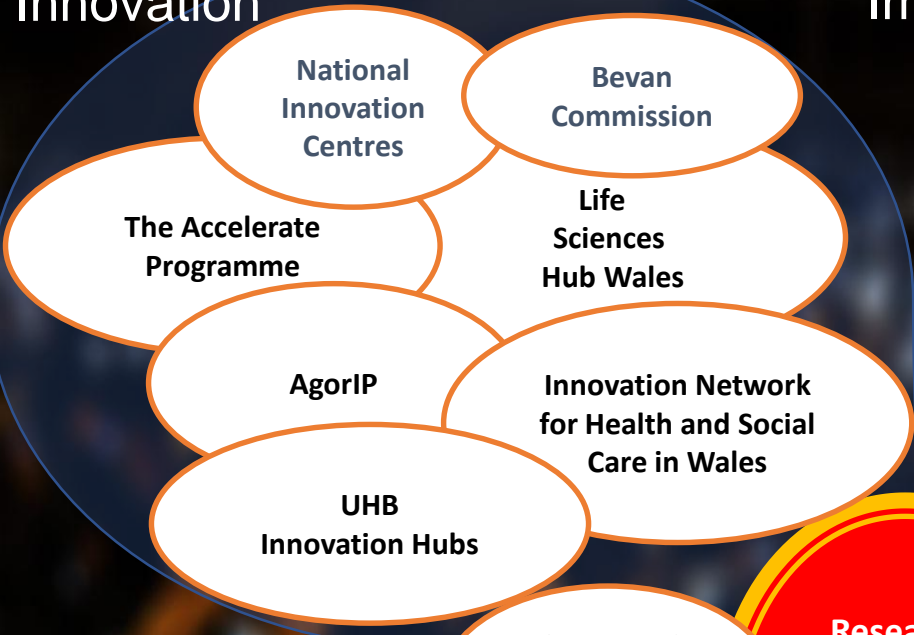 Innovation
National
Innovation
Centres
Bevan
Commission
The Accelerate
Programme
Life
Sciences
Hub Wales
AgorIP
Innovation Network
for Health and Social
Care in Wales
UHB
Innovation Hubs